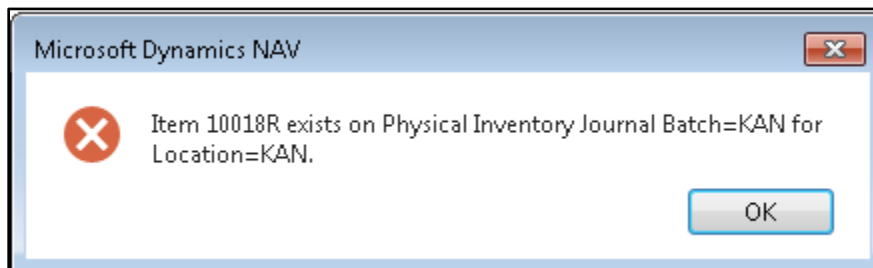 Microsoft Dynamics NAV
Item 10018R exists on Physical Inventory Journal Batch=KAN for
Location=KAN.
OK